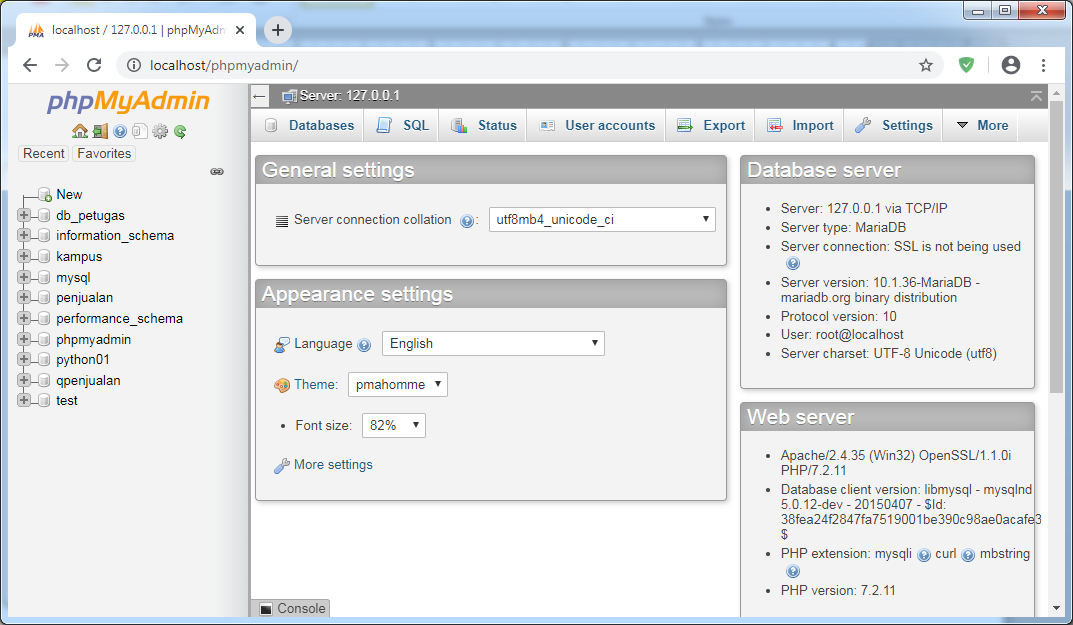 localhost / 127.0.0.1 | phpMyAdm
localhost/phpmyadmin/
phpMyAdmin
Recent Favorites
New
db_petugas
information_schema
kampus
mysql
penjualan
performance_schema
phpmyadmin
python01
qpenjualan
test
Server: 127.0.0.1
Databases SQL Status User accounts Export Import Settings More
General settings
Server connection collation : utf8mb4_unicode_ci
Appearance settings
Language English
Theme: pmahomme
Font size: 82%
More settings
Console
Database server
Server: 127.0.0.1 via TCP/IP
Server type: MariaDB
Server connection: SSL is not being used
Server version: 10.1.36-MariaDB -
mariadb.org binary distribution
Protocol version: 10
User: root@localhost
Server charset: UTF-8 Unicode (utf8)
Web server
Apache/2.4.35 (Win32) OpenSSL/1.1.0i
PHP/7.2.11
Database client version: libmysql - mysqlnd
5.0.12-dev - 20150407 - $Id:
38fea24f2847fa7519001be390c98ae0acafe3
$
PHP extension: mysqli curl mbstring
PHP version: 7.2.11